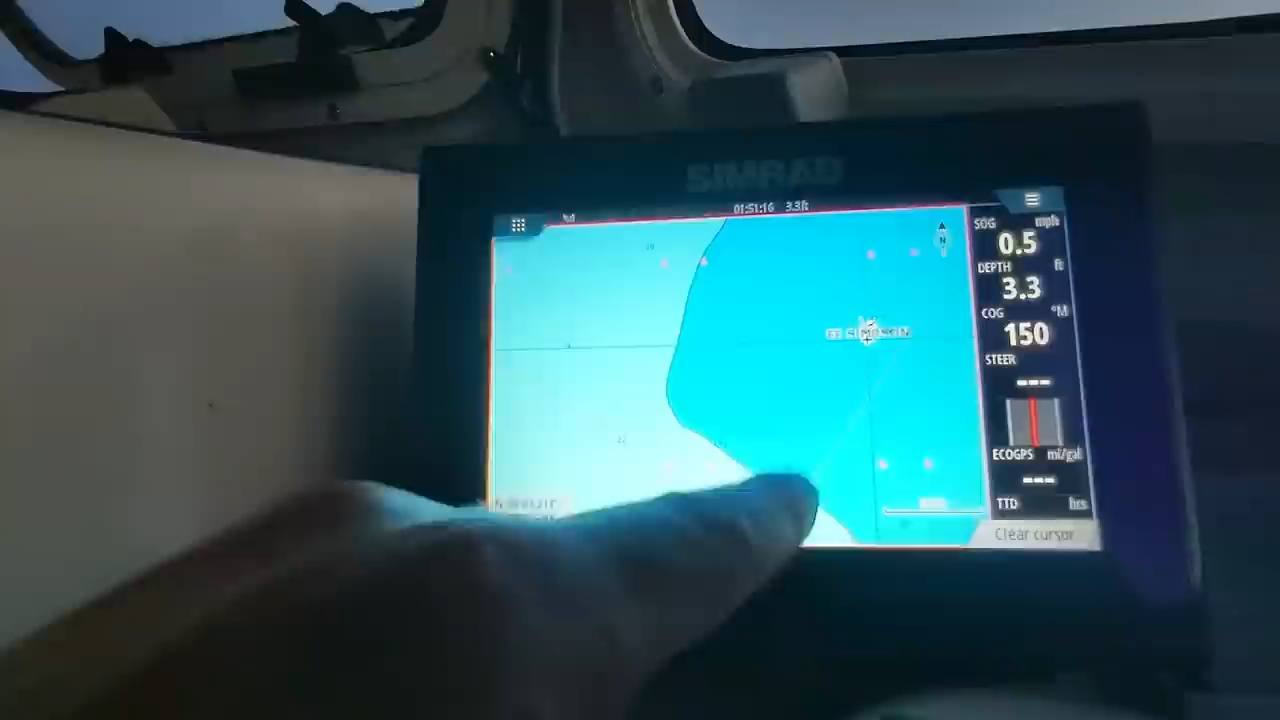 SIMRAD
01:51:16 3.3ft
SOG mph
0.5
DEPTH ft
3.3
COG °M
150
STEER
---
ECOGPS mi/gal
---
TTD hrs
Clear cursor